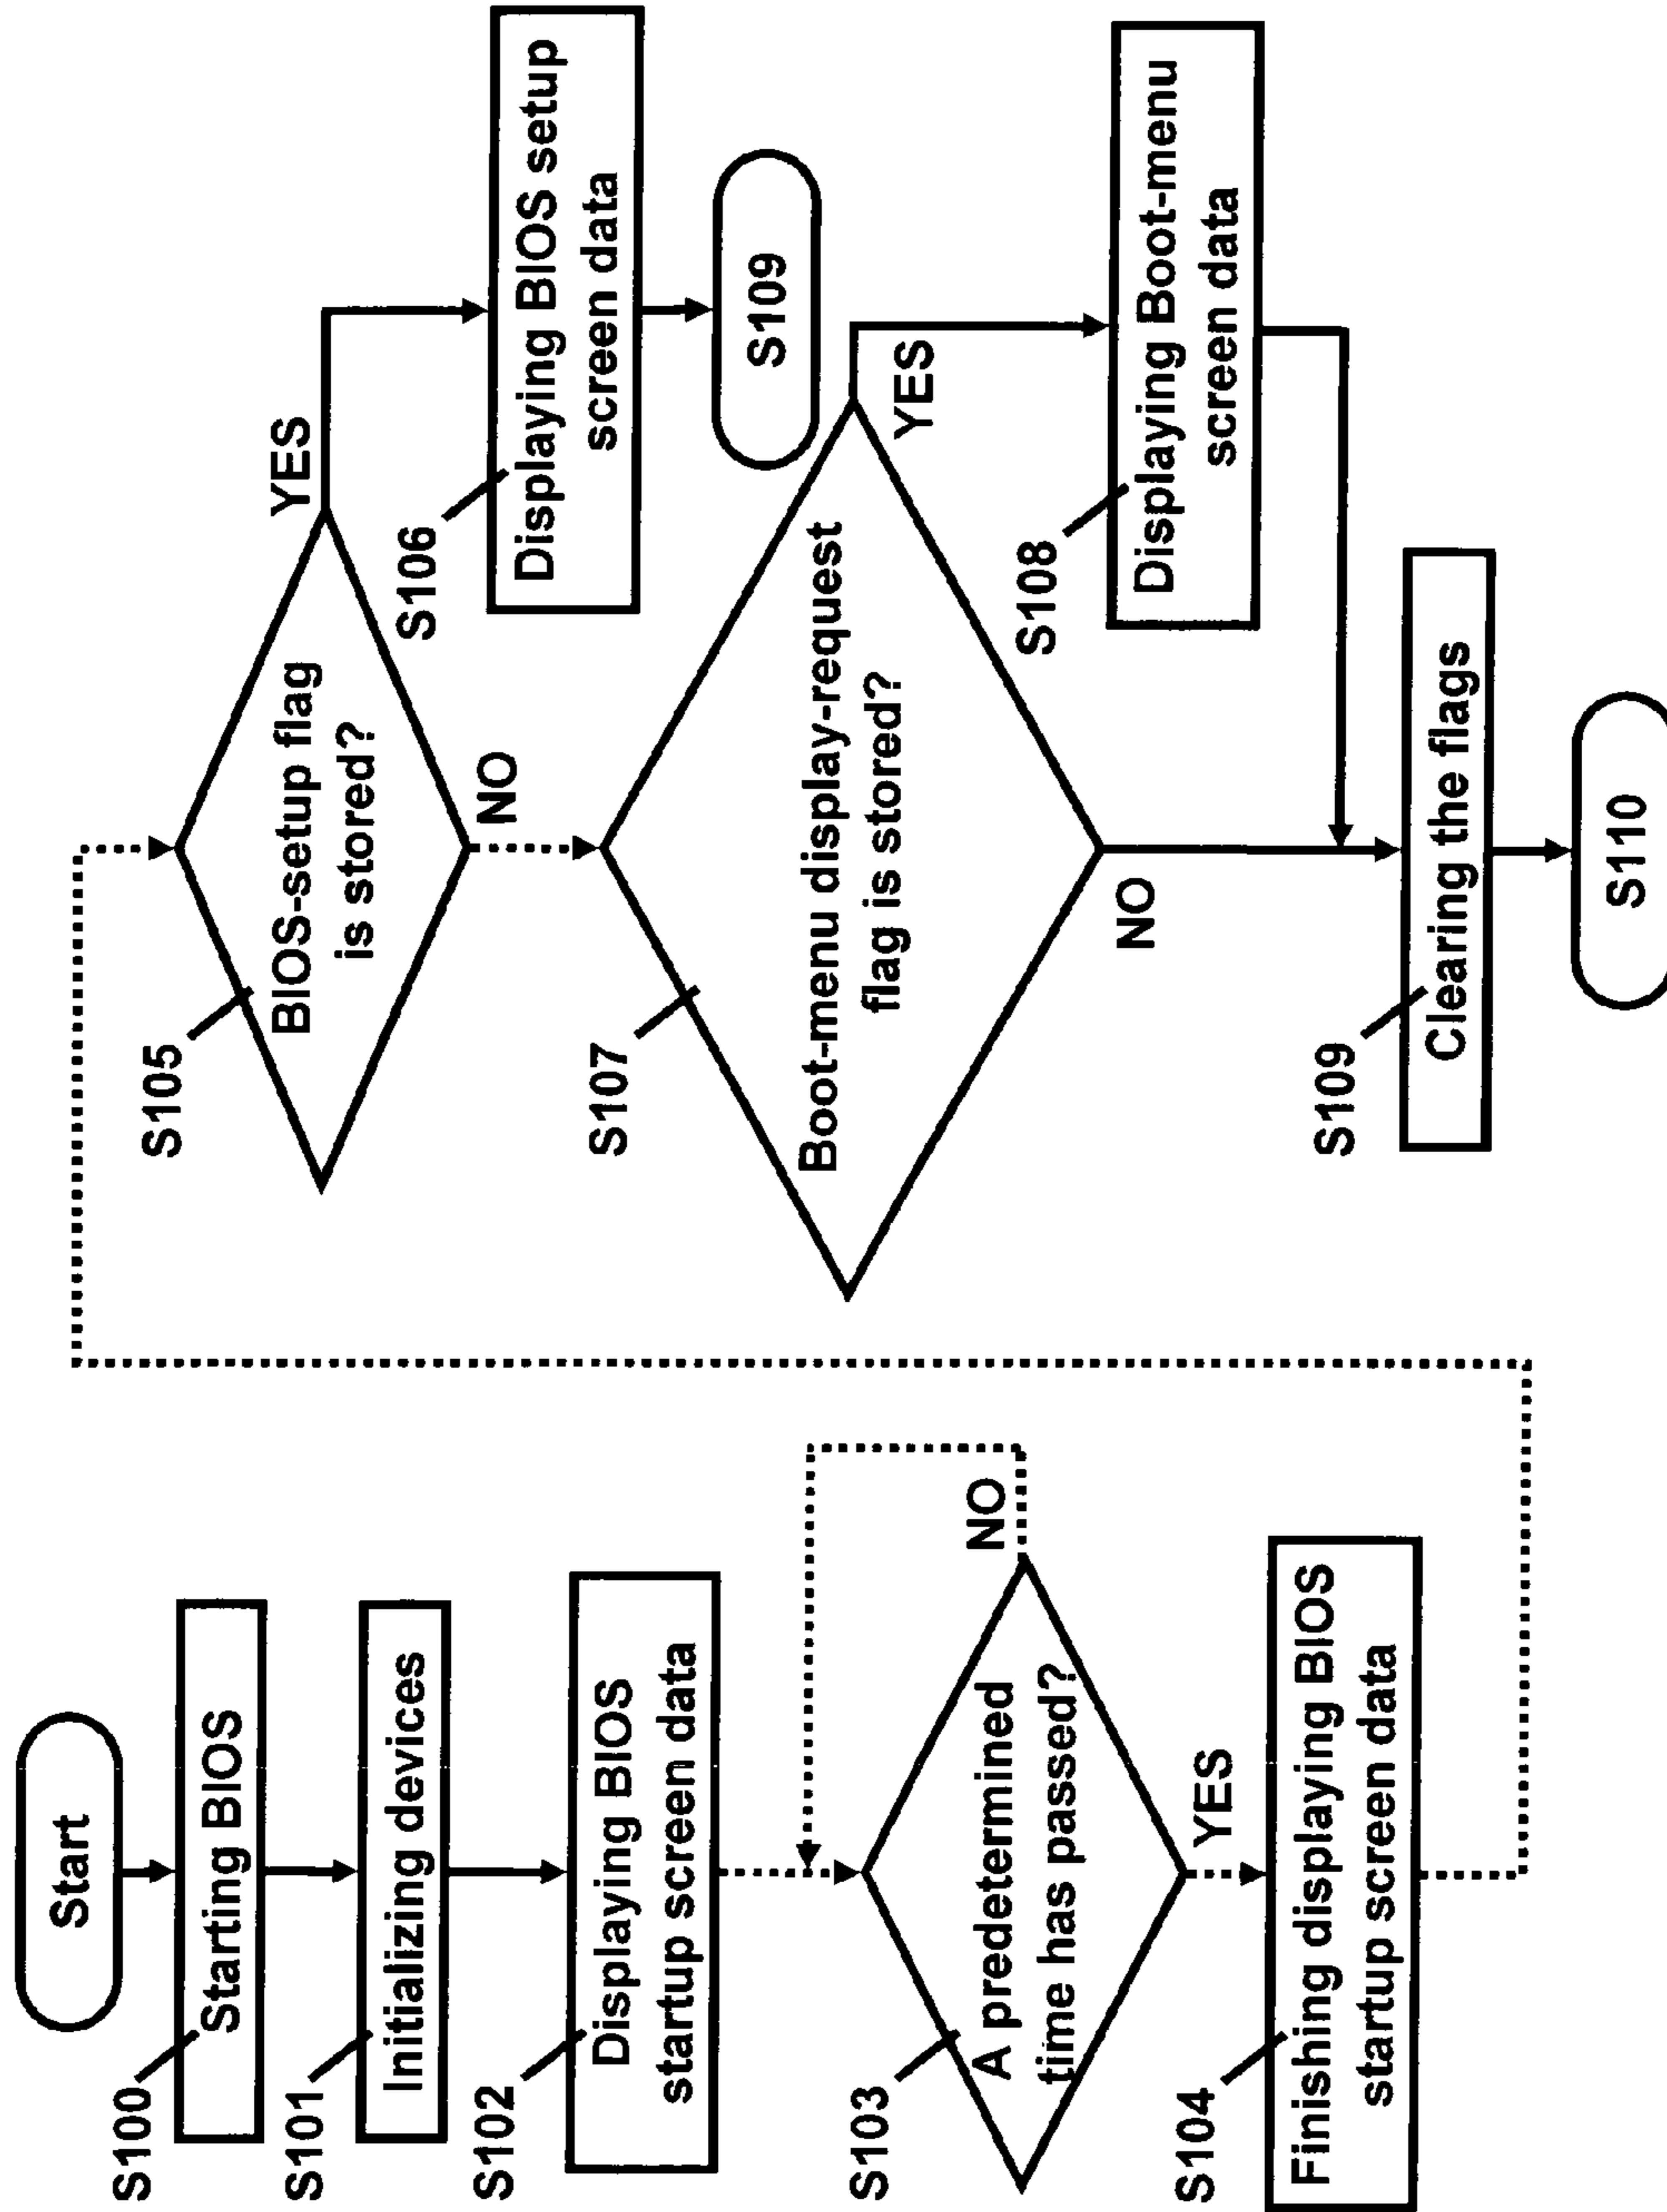 Start
S100
Starting BIOS
S101
Initializing devices
S102
Displaying BIOS
startup screen data
S103
A predetermined
time has passed?
NO
YES
S104
Finishing displaying BIOS
startup screen data
S105
BIOS-setup flag
is stored?
YES
NO
S106
Displaying BIOS setup
screen data
S109
S107
Boot-menu display-request
flag is stored?
YES
NO
S108
Displaying Boot-menu
screen data
S109
Clearing the flags
S110